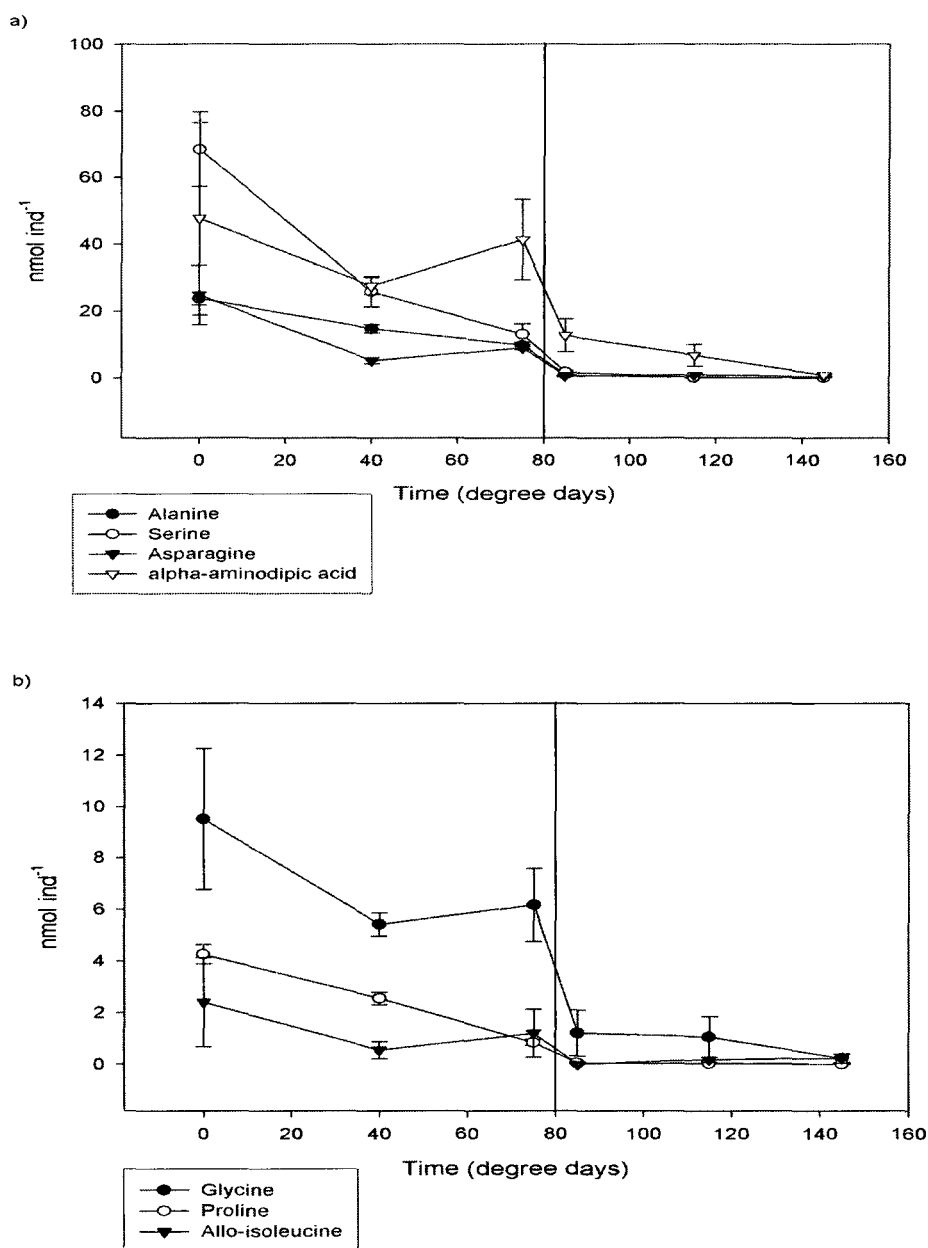 a)
100
80
60
40
20
0
nmol ind⁻¹
0 20 40 60 80 100 120 140 160
Time (degree days)
Alanine
Serine
Asparagine
alpha-aminodipic acid
b)
14
12
10
8
6
4
2
0
nmol ind⁻¹
0 20 40 60 80 100 120 140 160
Time (degree days)
Glycine
Proline
Allo-isoleucine